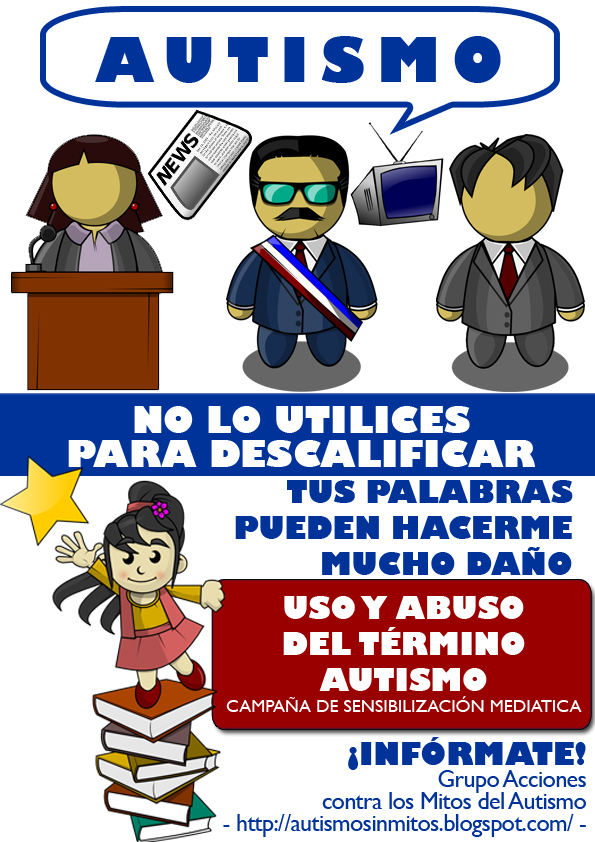 AUTISMO
NEWS
NO LO UTILICES
PARA DESCALIFICAR
TUS PALABRAS
PUEDEN HACERME
MUCHO DAÑO
USO Y ABUSO
DEL TÉRMINO
AUTISMO
CAMPAÑA DE SENSIBILIZACIÓN MEDIATICA
¡INFÓRMATE!
Grupo Acciones
contra los Mitos del Autismo
- http://autismosinmitos.blogspot.com/ -